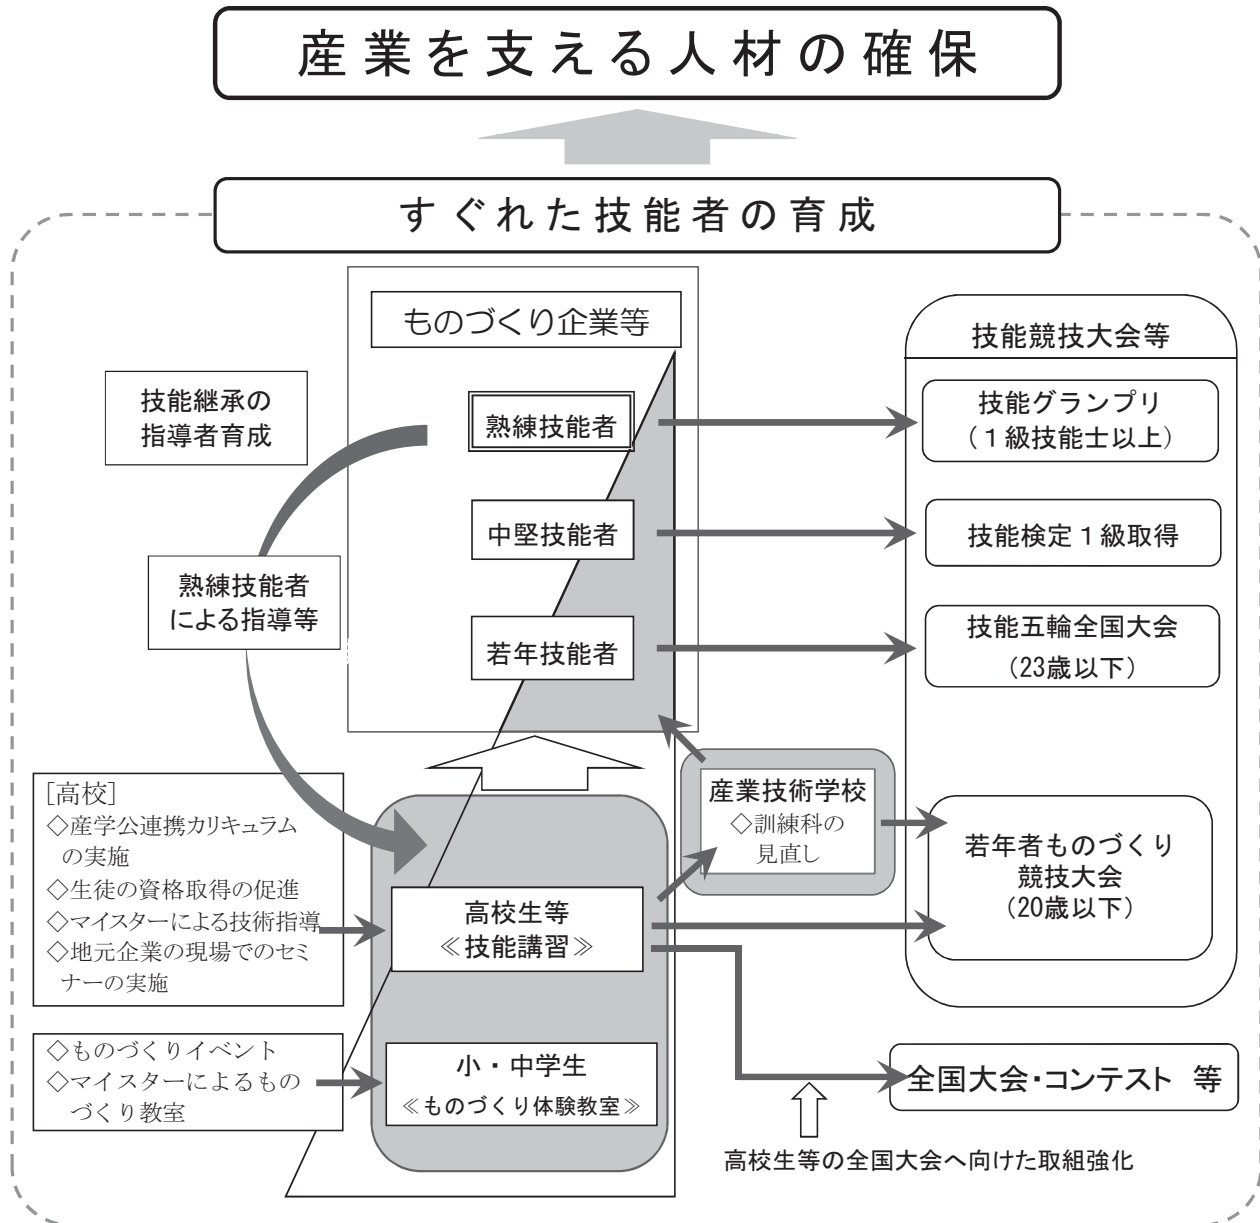 産業を支える人材の確保
すぐれた技能者の育成
ものづくり企業等
技能継承の
指導者育成
熟練技能者
中堅技能者
若年技能者
熟練技能者
による指導等
技能競技大会等
技能グランプリ
（１級技能士以上）
技能検定１級取得
技能五輪全国大会
（23歳以下）
産業技術学校
◇訓練科の
見直し
若年者ものづくり
競技大会
（20歳以下）
[高校]
◇産学公連携カリキュラム
の実施
◇生徒の資格取得の促進
◇マイスターによる技術指導
◇地元企業の現場でのセミ
ナーの実施
高校生等
≪技能講習≫
◇ものづくりイベント
◇マイスターによるもの
づくり教室
小・中学生
≪ものづくり体験教室≫
全国大会・コンテスト 等
高校生等の全国大会へ向けた取組強化